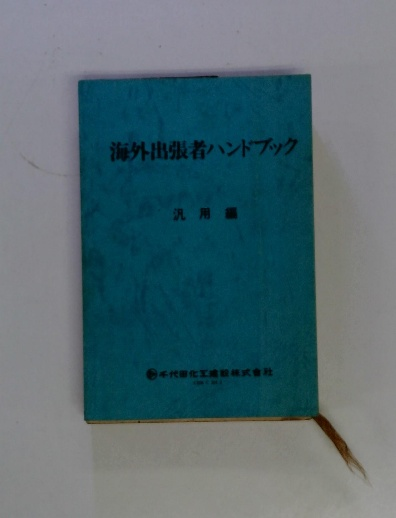 海外出張者ハンドブック
汎用編
千代田化工建設株式会社